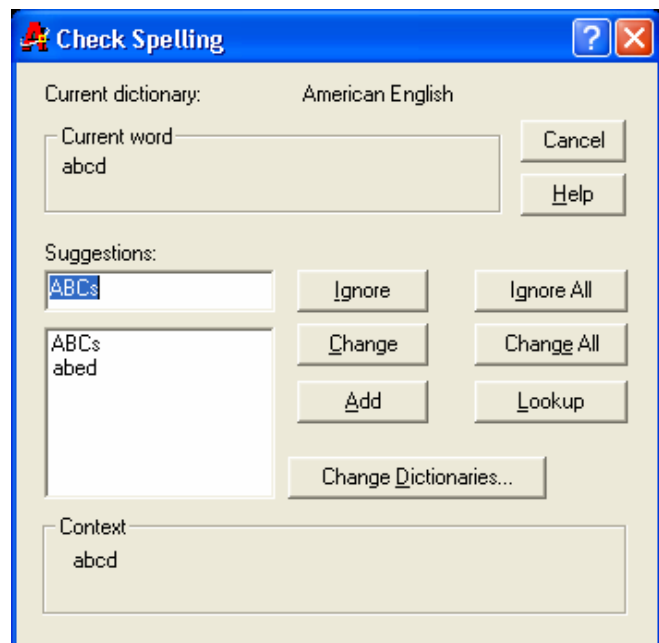 Check Spelling
Current dictionary: American English
Current word
abcd
Cancel
Help
Suggestions:
ABCs
Ignore
Ignore All
ABCs
abed
Change
Change All
Add
Lookup
Change Dictionaries...
Context
abcd